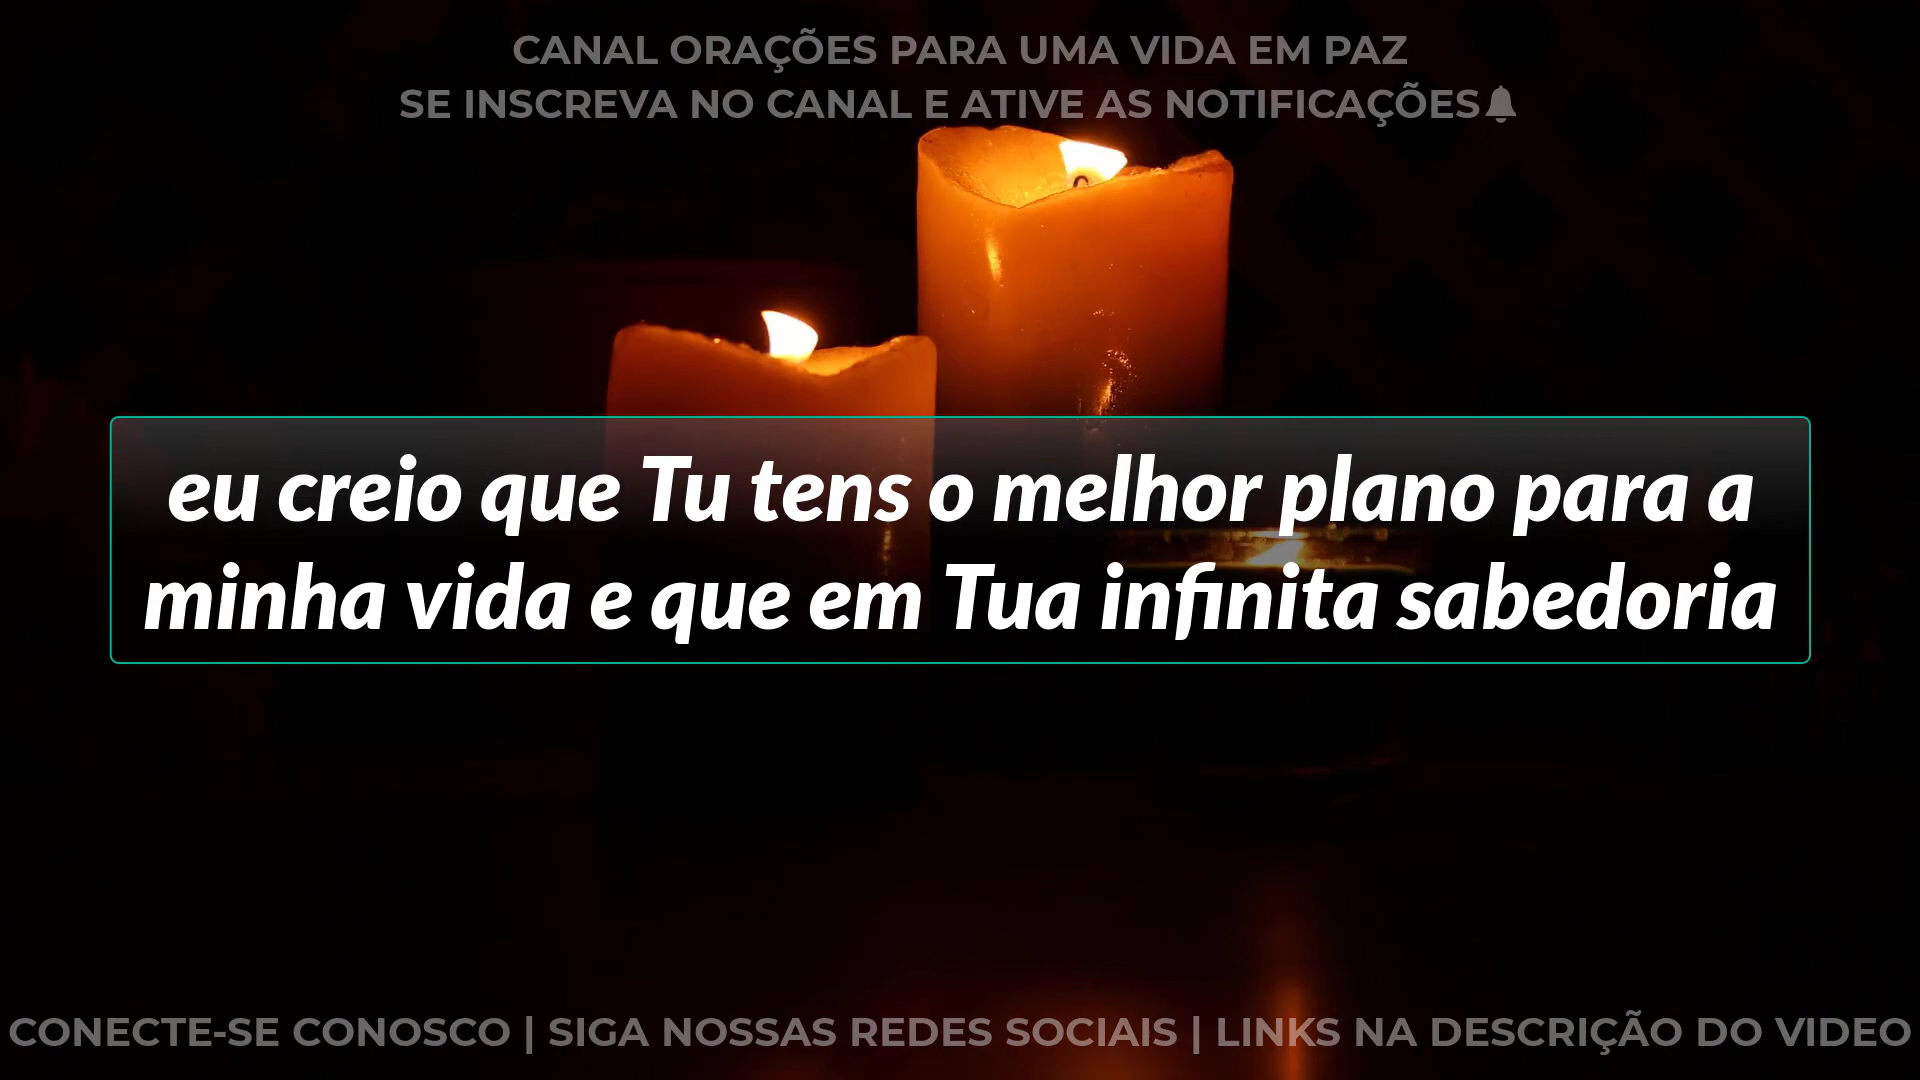 CANAL ORAÇÕES PARA UMA VIDA EM PAZ
SE INSCREVA NO CANAL E ATIVE AS NOTIFICAÇÕES
eu creio que Tu tens o melhor plano para a
minha vida e que em Tua infinita sabedoria
CONECTE-SE CONOSCO | SIGA NOSSAS REDES SOCIAIS | LINKS NA DESCRIÇÃO DO VIDEO